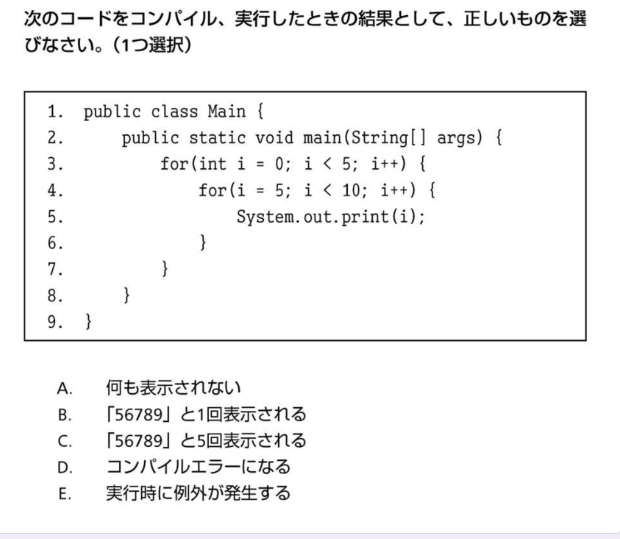 次のコードをコンパイル、実行したときの結果として、正しいものを選
びなさい。（1つ選択）
1. public class Main {
2.     public static void main(String[] args) {
3.         for(int i = 0; i < 5; i++) {
4.             for(i = 5; i < 10; i++) {
5.                 System.out.print(i);
6.             }
7.         }
8.     }
9. }
A. 何も表示されない
B. 「56789」と1回表示される
C. 「56789」と5回表示される
D. コンパイルエラーになる
E. 実行時に例外が発生する